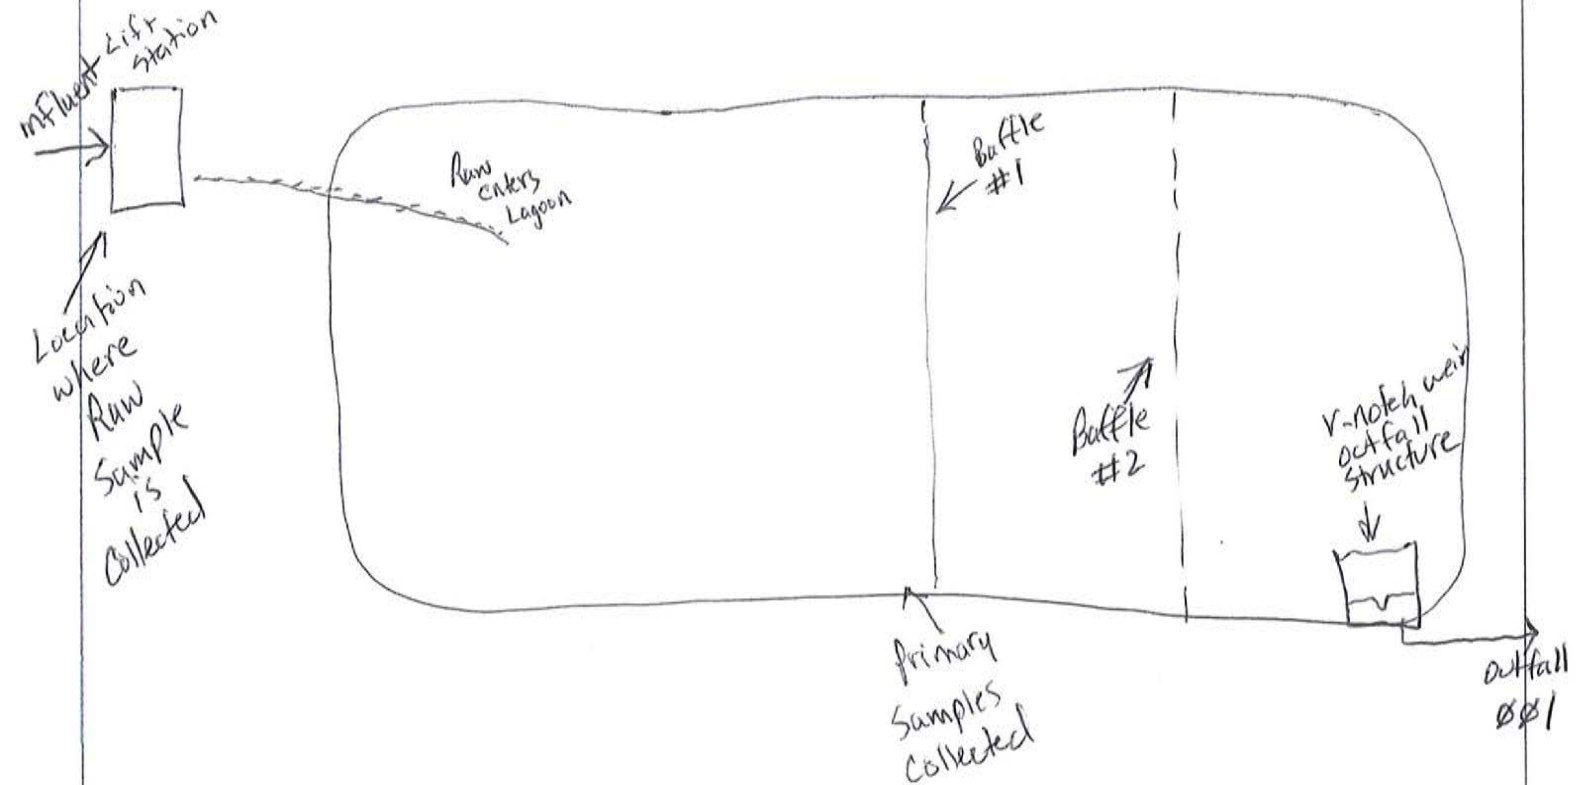 Influent Lift
Station
Raw
enters
Lagoon
Baffle
#1
Location
where
Raw
Sample
is
Collected
Baffle
#2
V-notch weir
outfall
structure
Primary
Samples
Collected
outfall
ØØ1